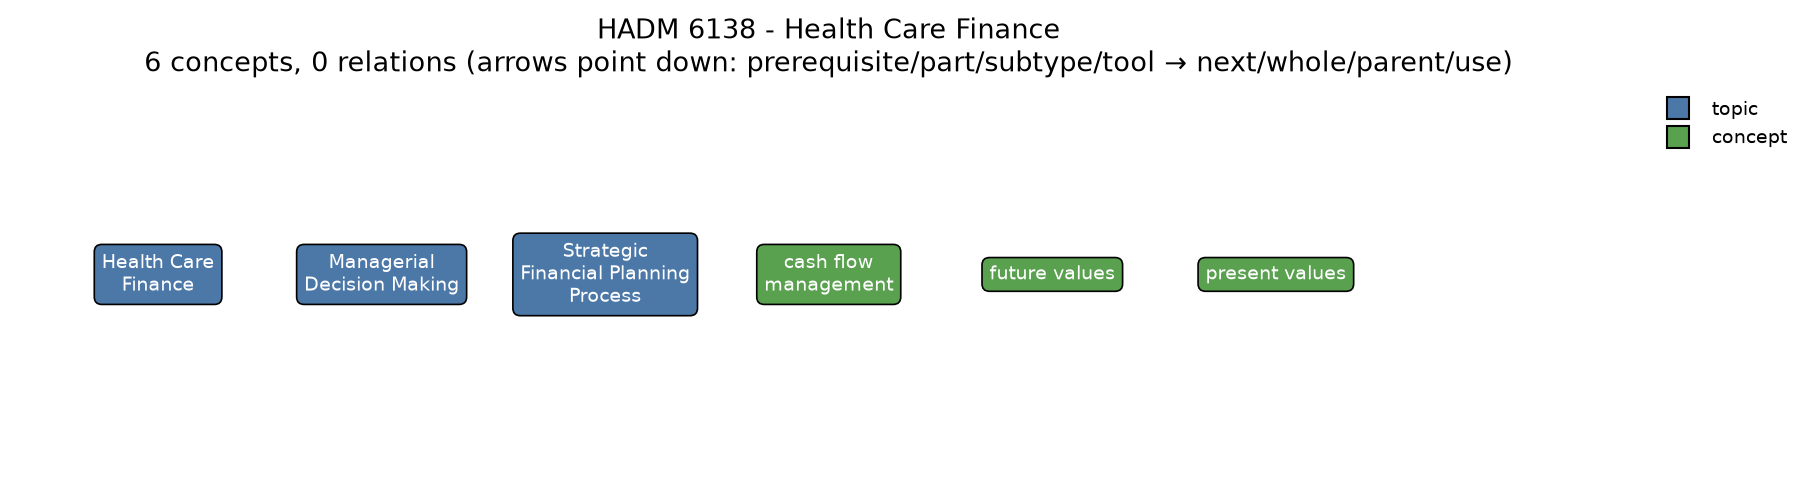 HADM 6138 - Health Care Finance
6 concepts, 0 relations (arrows point down: prerequisite/part/subtype/tool → next/whole/parent/use)
topic
concept
Health Care
Finance
Managerial
Decision Making
Strategic
Financial Planning
Process
cash flow
management
future values
present values